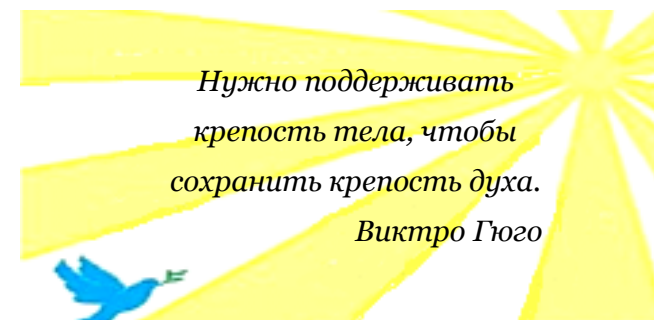 Нужно поддерживать
крепость тела, чтобы
сохранить крепость духа.
Виктро Гюго